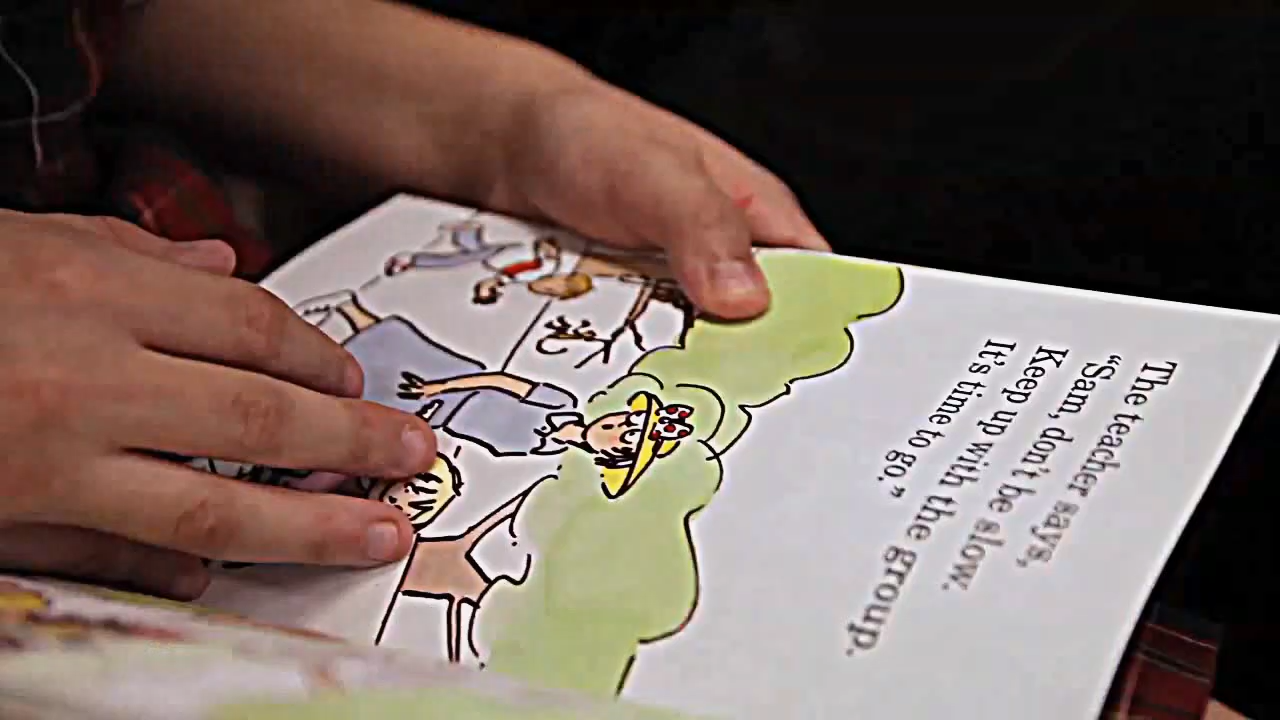 The teacher says,
“Sam, don't be slow.
Keep up with the group.
It's time to go.”